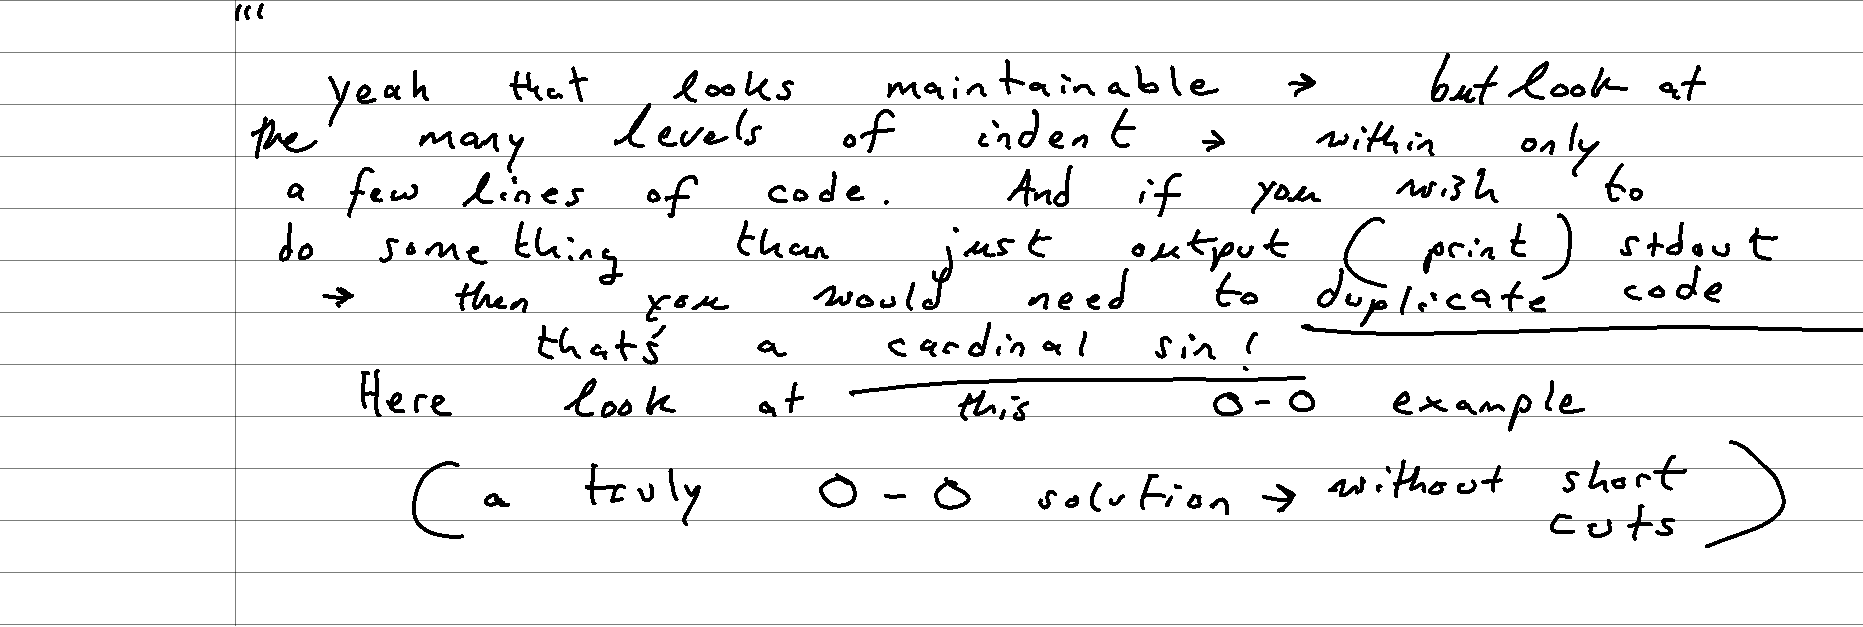 "'
yeah that looks maintainable → but look at
the many levels of indent → within only
a few lines of code. And if you wish to
do something than just output (print) stdout
→ then you would need to duplicate code
that's a cardinal sin!
Here look at this O-O example
(a truly O-O solution → without short
cuts)